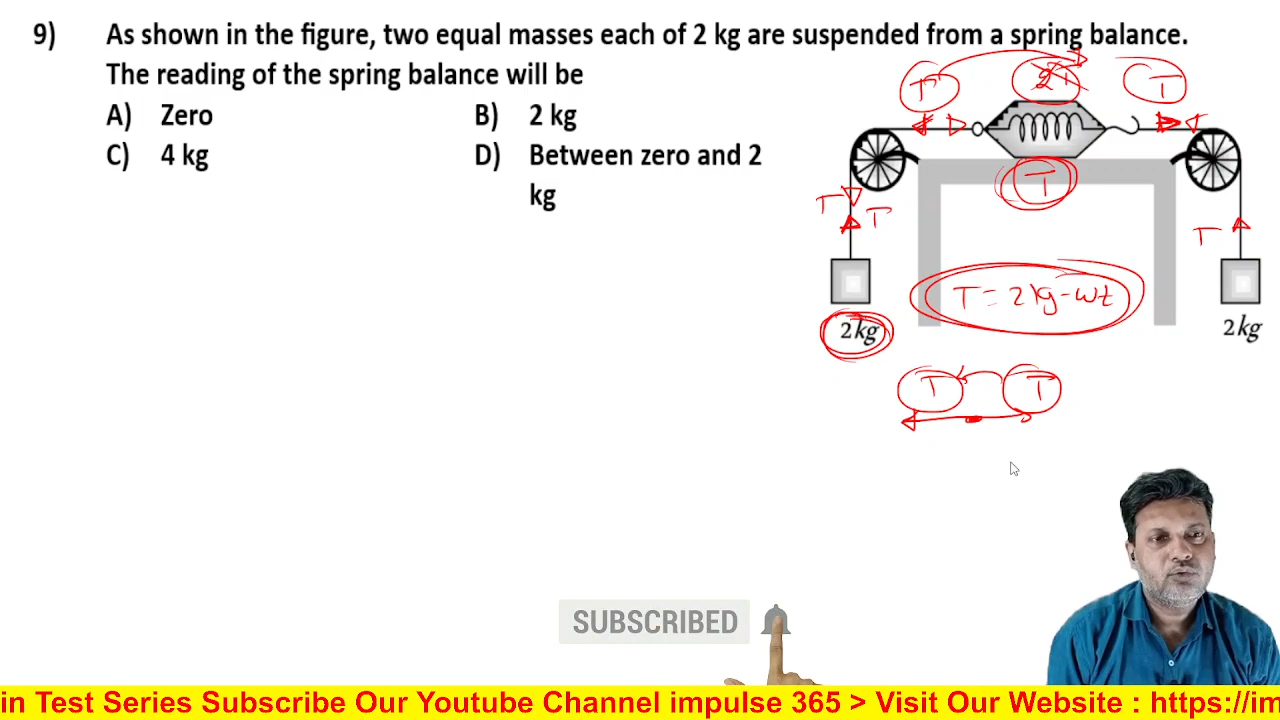 9) As shown in the figure, two equal masses each of 2 kg are suspended from a spring balance.
The reading of the spring balance will be
A) Zero B) 2 kg
C) 4 kg D) Between zero and 2
kg
T 2T T
T
T T
T
T = 2kg-wt
2kg 2kg
T T
SUBSCRIBED
in Test Series Subscribe Our Youtube Channel impulse 365 > Visit Our Website : https://im